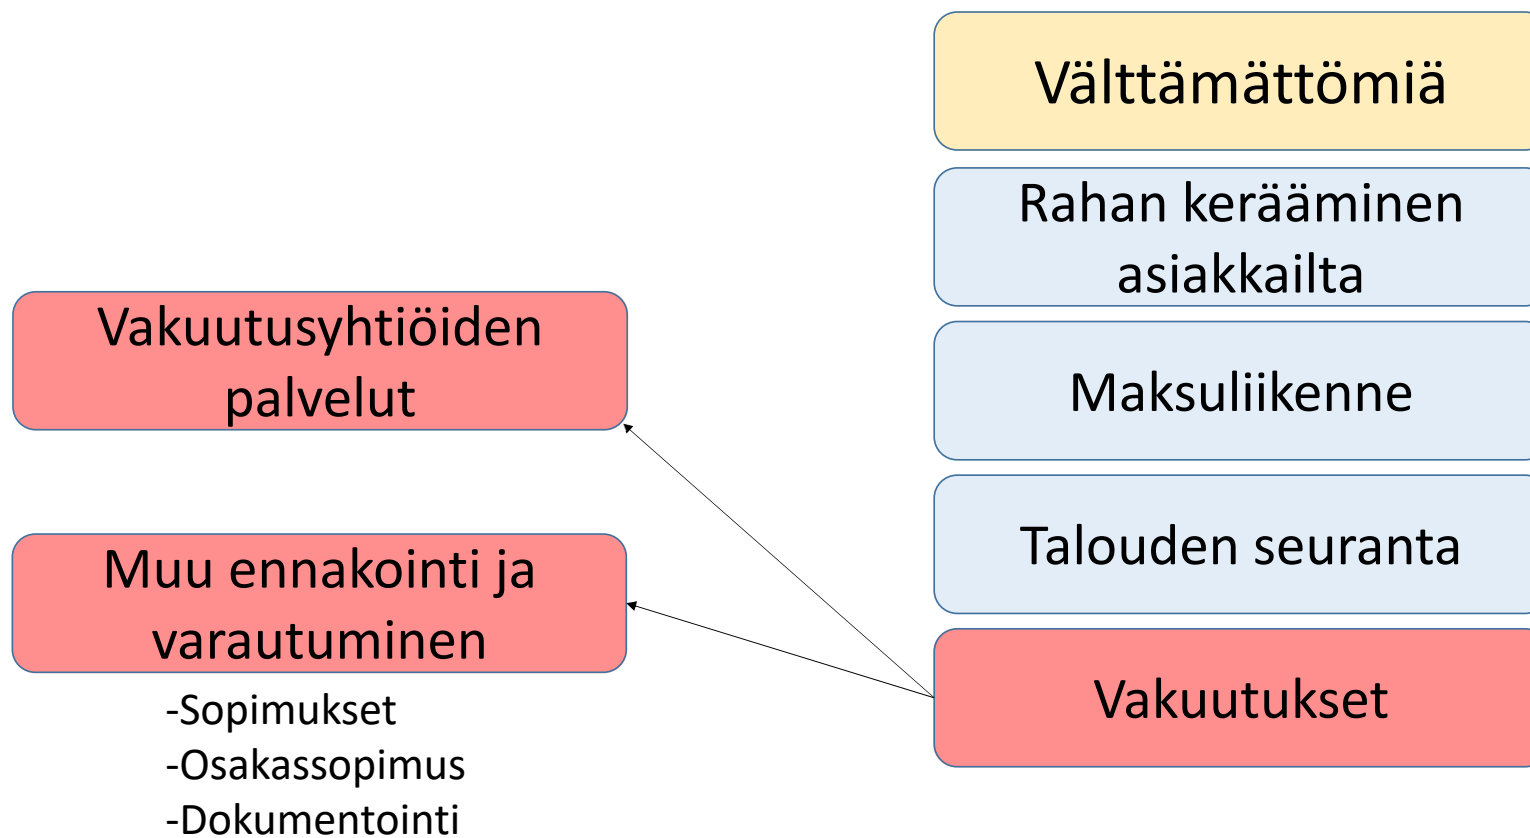 Välttämättömiä
Rahan kerääminen
asiakkailta
Maksuliikenne
Talouden seuranta
Vakuutukset
Vakuutusyhtiöiden
palvelut
Muu ennakointi ja
varautuminen
-Sopimukset
-Osakassopimus
-Dokumentointi